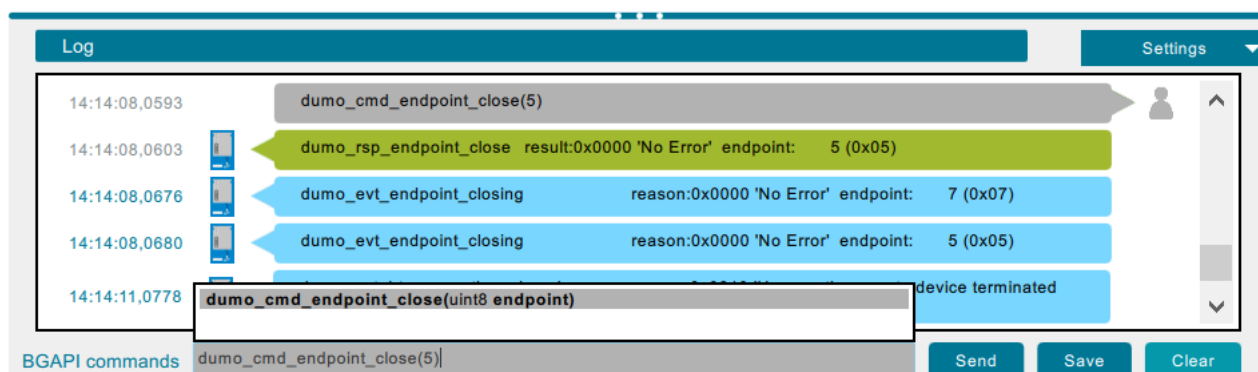 Log
Settings
14:14:08,0593 dumo_cmd_endpoint_close(5)
14:14:08,0603 dumo_rsp_endpoint_close result:0x0000 'No Error' endpoint: 5 (0x05)
14:14:08,0676 dumo_evt_endpoint_closing reason:0x0000 'No Error' endpoint: 7 (0x07)
14:14:08,0680 dumo_evt_endpoint_closing reason:0x0000 'No Error' endpoint: 5 (0x05)
14:14:11,0778 device terminated
dumo_cmd_endpoint_close(uint8 endpoint)
BGAPI commands dumo_cmd_endpoint_close(5) Send Save Clear